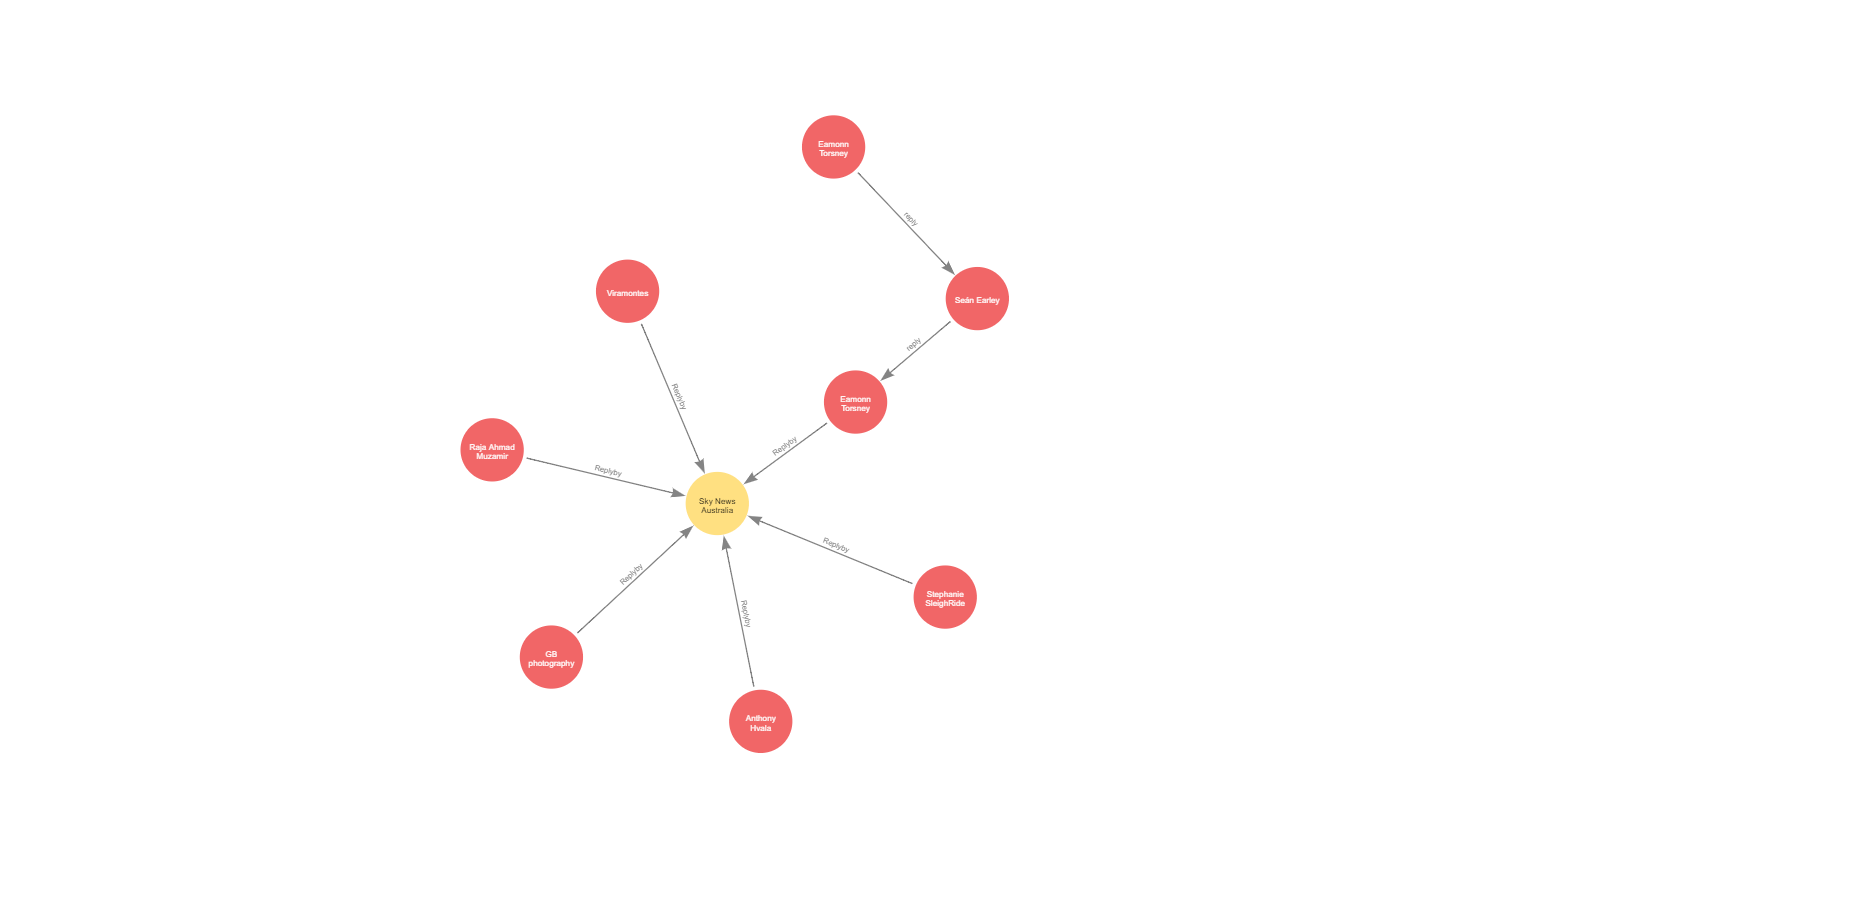 Eamonn
Torsney
reply
Viramontes
Seán Earley
reply
Replyby
Eamonn
Torsney
Replyby
Raja Ahmad
Muzamir
Replyby
Sky News
Australia
Replyby
Replyby
Replyby
Stephanie
SleighRide
GB
photography
Anthony
Hvala